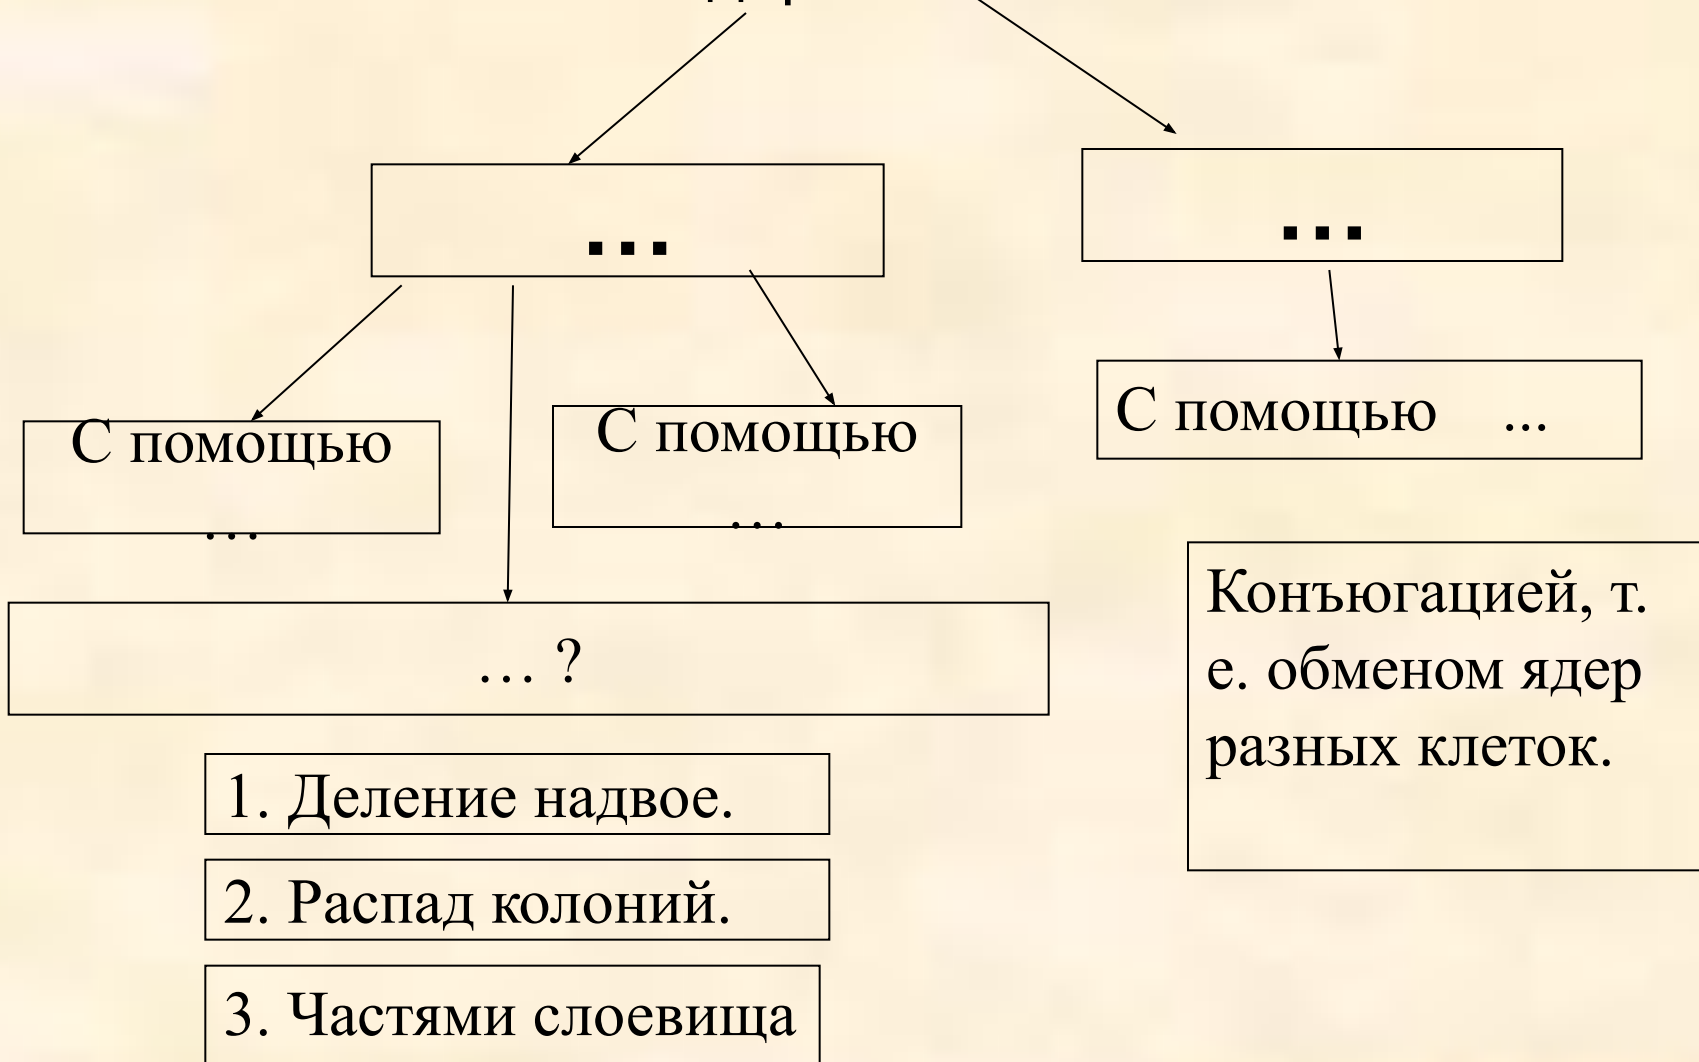 ...
...
С помощью
…
С помощью
…
С помощью ...
… ?
Конъюгацией, т.
е. обменом ядер
разных клеток.
1. Деление надвое.
2. Распад колоний.
3. Частями слоевища